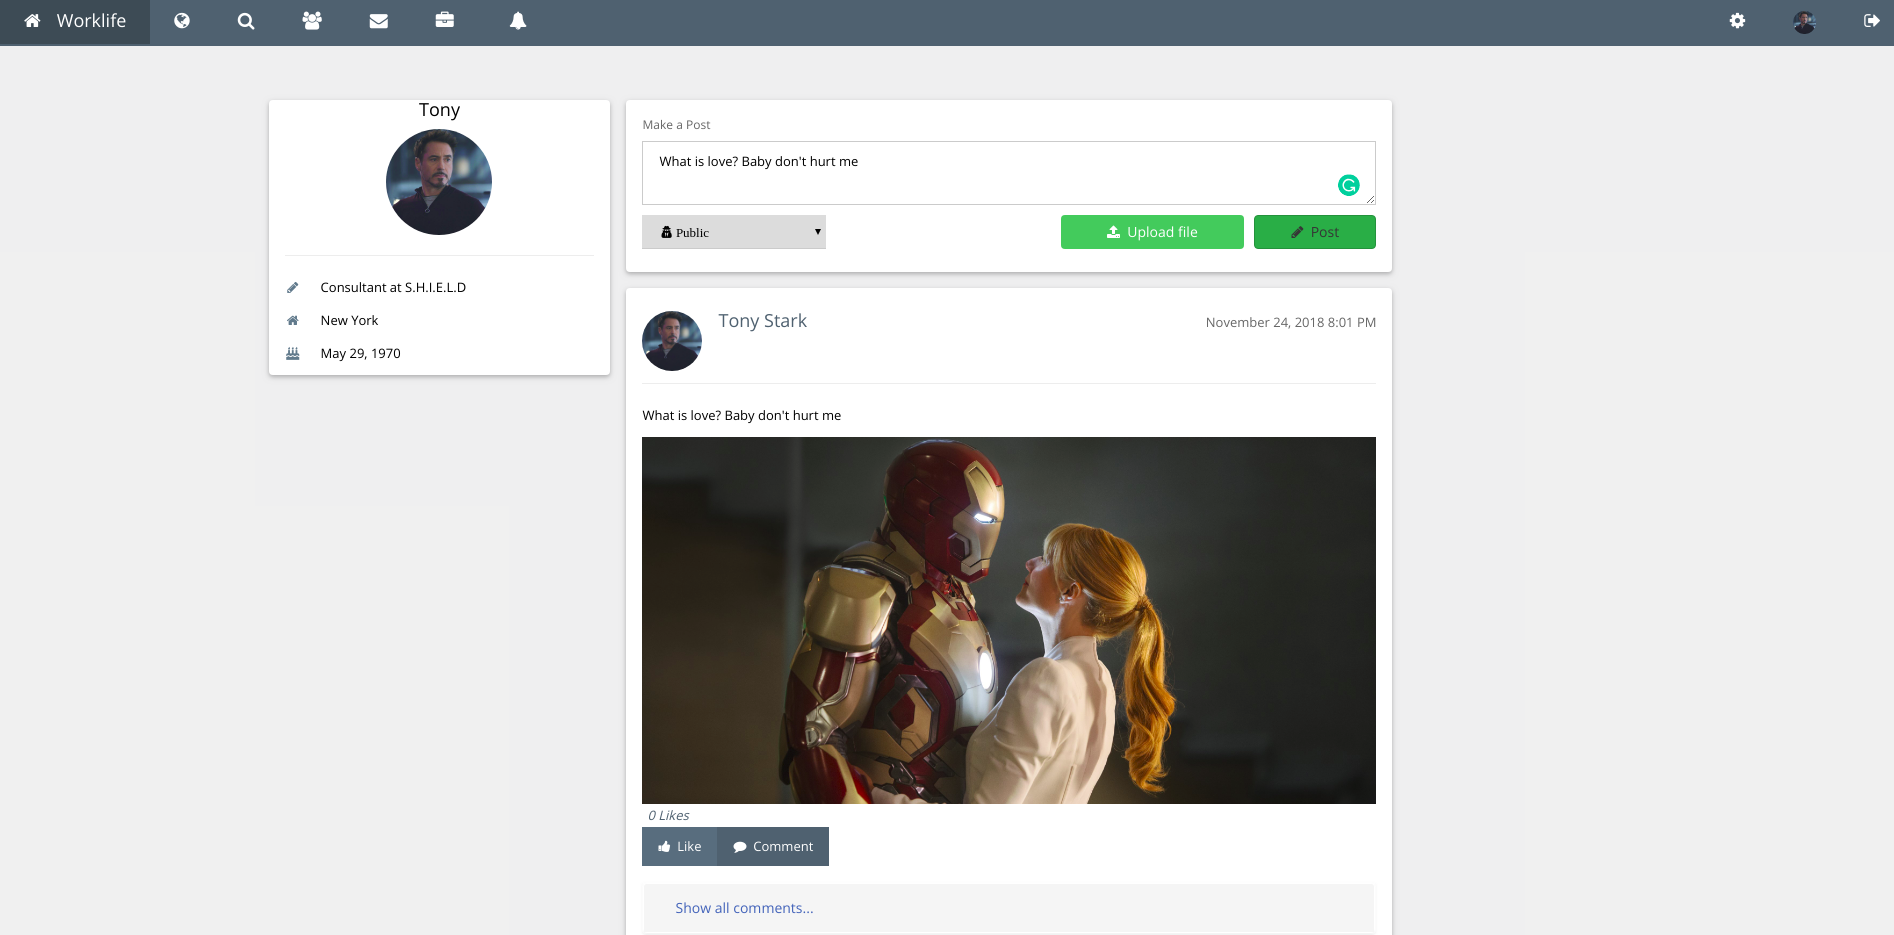 Worklife
Tony
Consultant at S.H.I.E.L.D
New York
May 29, 1970
Make a Post
What is love? Baby don't hurt me
Public
Upload file
Post
Tony Stark
November 24, 2018 8:01 PM
What is love? Baby don't hurt me
0 Likes
Like
Comment
Show all comments...